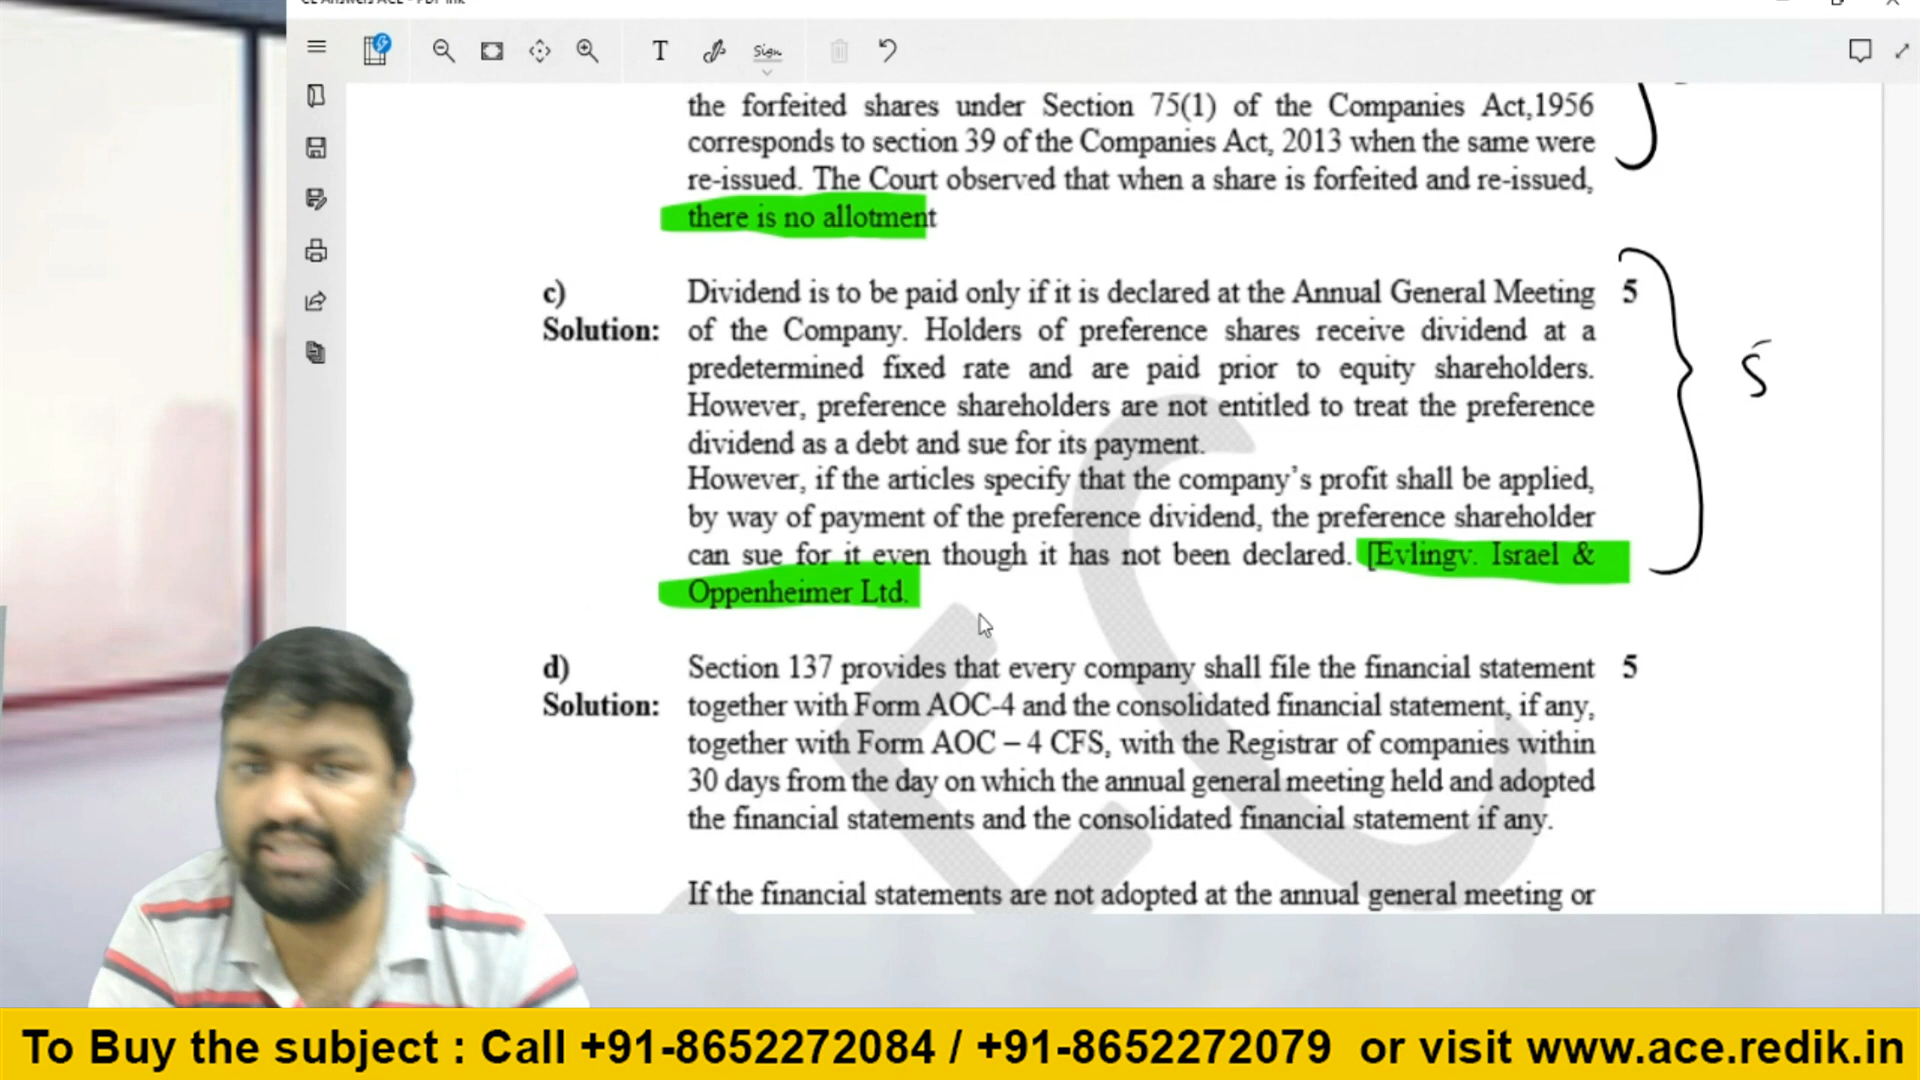 Sign
the forfeited shares under Section 75(1) of the Companies Act,1956
corresponds to section 39 of the Companies Act, 2013 when the same were
re-issued. The Court observed that when a share is forfeited and re-issued,
there is no allotment
c) Dividend is to be paid only if it is declared at the Annual General Meeting 5
Solution: of the Company. Holders of preference shares receive dividend at a
predetermined fixed rate and are paid prior to equity shareholders.
However, preference shareholders are not entitled to treat the preference
dividend as a debt and sue for its payment.
However, if the articles specify that the company's profit shall be applied,
by way of payment of the preference dividend, the preference shareholder
can sue for it even though it has not been declared. [Evlingv. Israel &
Oppenheimer Ltd.
5
d) Section 137 provides that every company shall file the financial statement 5
Solution: together with Form AOC-4 and the consolidated financial statement, if any,
together with Form AOC – 4 CFS, with the Registrar of companies within
30 days from the day on which the annual general meeting held and adopted
the financial statements and the consolidated financial statement if any.
If the financial statements are not adopted at the annual general meeting or
To Buy the subject : Call +91-8652272084 / +91-8652272079 or visit www.ace.redik.in